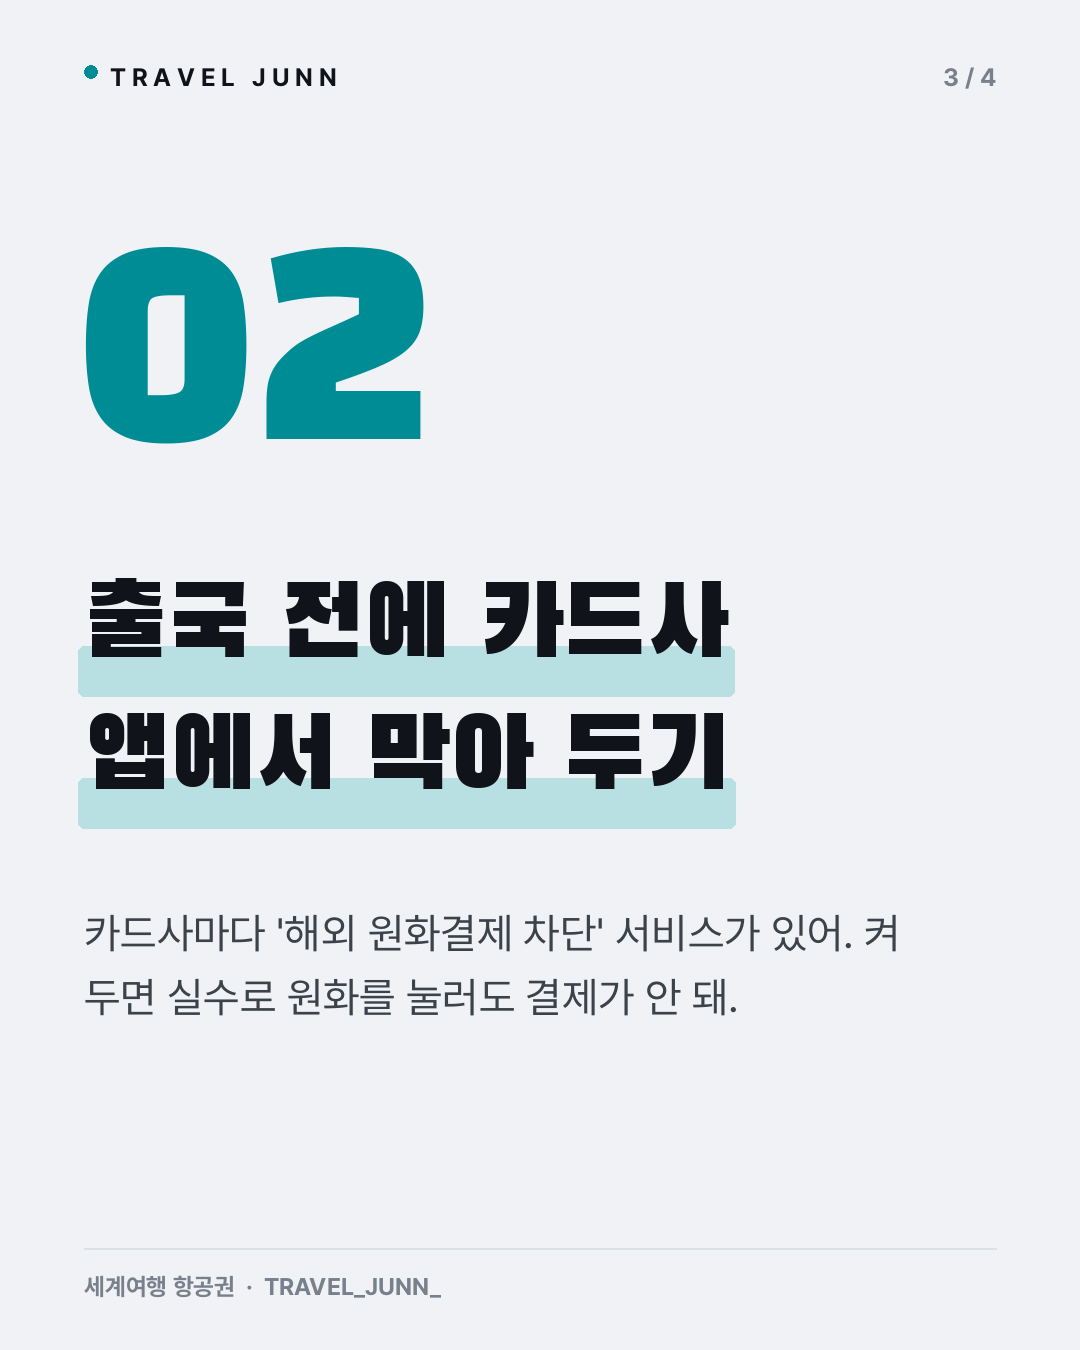 TRAVEL JUNN
3 / 4
02
출국 전에 카드사
앱에서 막아 두기
카드사마다 '해외 원화결제 차단' 서비스가 있어. 켜
두면 실수로 원화를 눌러도 결제가 안 돼.
세계여행 항공권 · TRAVEL_JUNN_